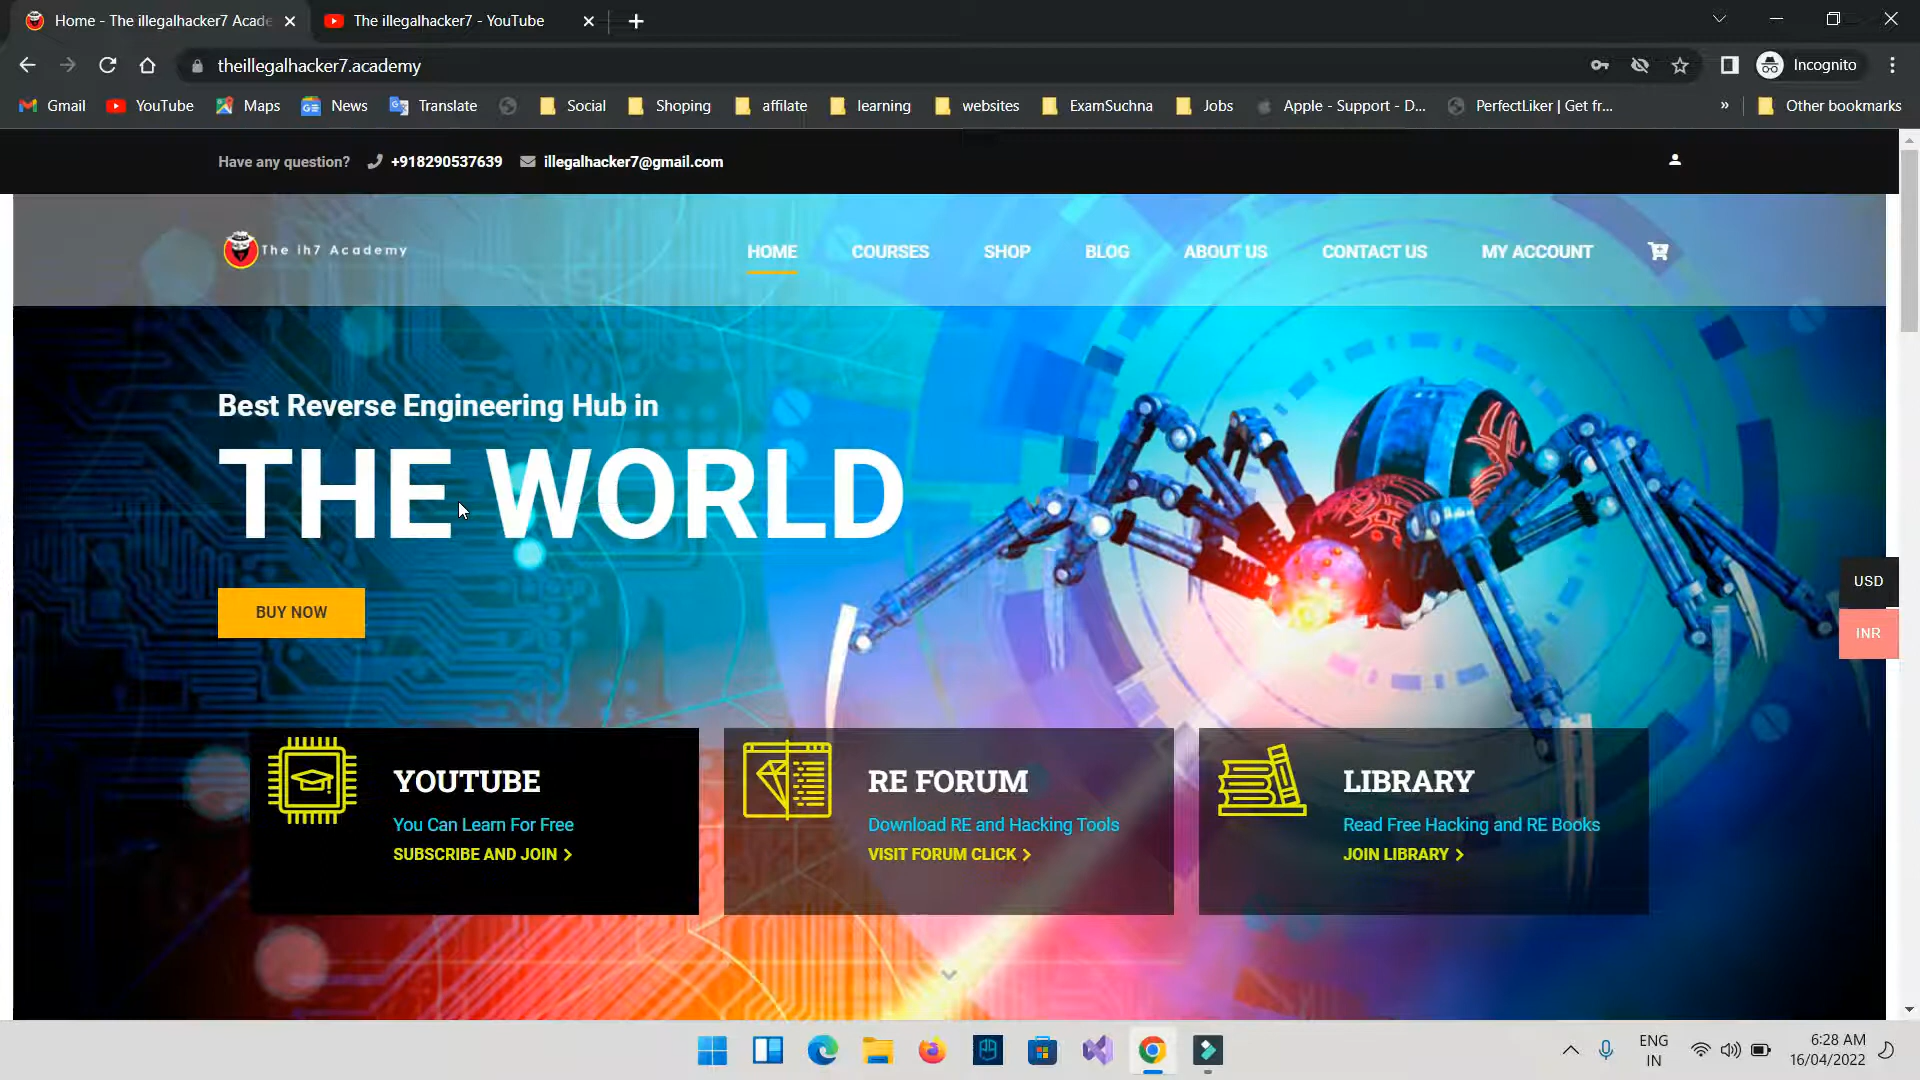 Home - The illegalhacker7 Acade
The illegalhacker7 - YouTube
theillegalhacker7.academy
Incognito
Gmail
YouTube
Maps
News
Translate
Social
Shoping
affilate
learning
websites
ExamSuchna
Jobs
Apple - Support - D...
PerfectLiker | Get fr...
»
Other bookmarks
Have any question?
+918290537639
illegalhacker7@gmail.com
The ih7 Academy
HOME
COURSES
SHOP
BLOG
ABOUT US
CONTACT US
MY ACCOUNT
Best Reverse Engineering Hub in
THE WORLD
BUY NOW
USD
INR
YOUTUBE
You Can Learn For Free
SUBSCRIBE AND JOIN >
RE FORUM
Download RE and Hacking Tools
VISIT FORUM CLICK >
LIBRARY
Read Free Hacking and RE Books
JOIN LIBRARY >
ENG
IN
6:28 AM
16/04/2022